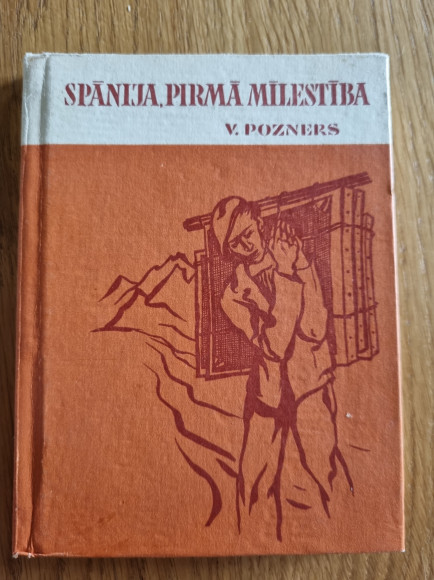 SPĀNIJA, PIRMĀ MĪLESTĪBA
V. POZNERS